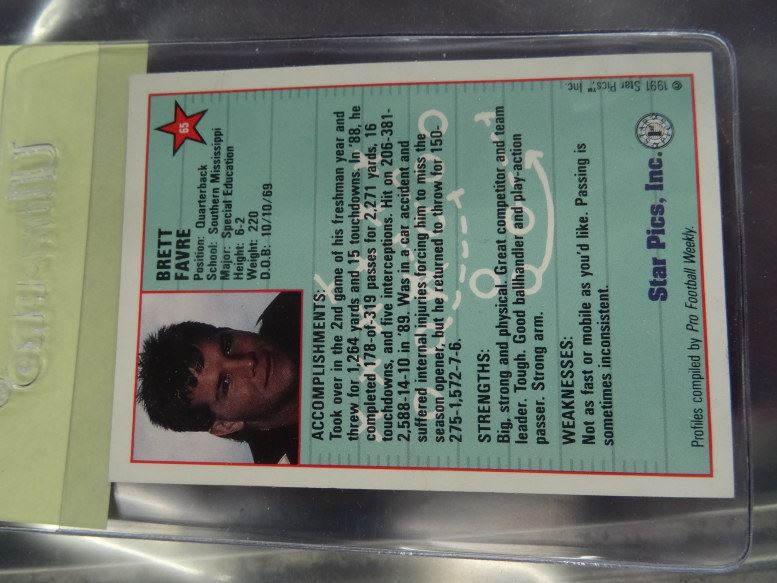 65
BRETT
FAVRE
Position: Quarterback
School: Southern Mississippi
Major: Special Education
Height: 6-2
Weight: 220
D.O.B: 10/10/69
ACCOMPLISHMENTS:
Took over in the 2nd game of his freshman year and
threw for 1,264 yards and 15 touchdowns. In '88, he
completed 178-of-319 passes for 2,271 yards, 16
touchdowns, and five interceptions. Hit on 206-381-
2,588-14-10 in '89. Was in a car accident and
suffered internal injuries forcing him to miss the
season opener, but he returned to throw for 150-
275-1,572-7-6.
STRENGTHS:
Big, strong and physical. Great competitor and team
leader. Tough. Good ballhandler and play-action
passer. Strong arm.
WEAKNESSES:
Not as fast or mobile as you'd like. Passing is
sometimes inconsistent.
Star Pics, Inc.
Profiles compiled by Pro Football Weekly.
© 1991 Star Pics,™ Inc.